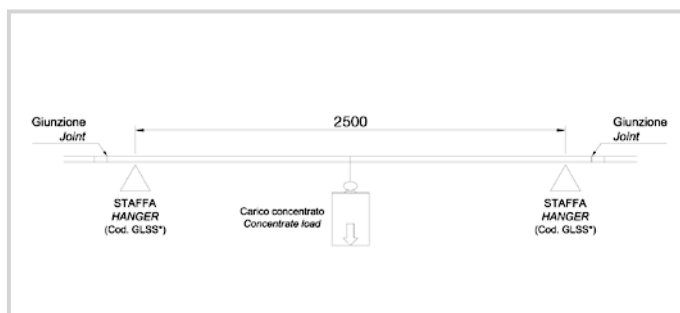 2500
Giunzione
Joint
Giunzione
Joint
STAFFA
HANGER
(Cod. GLSS*)
Carico concentrato
Concentrate load
STAFFA
HANGER
(Cod. GLSS*)